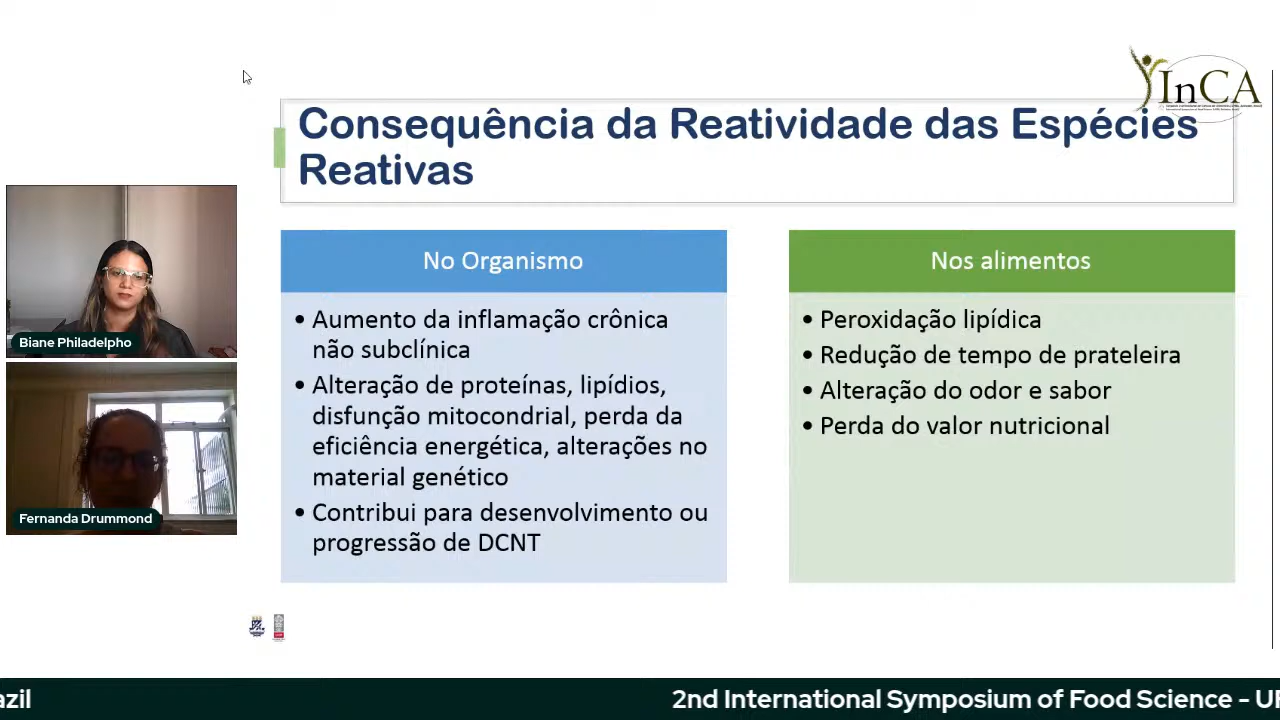 InCA
Consequência da Reatividade das Espécies
Reativas
No Organismo
• Aumento da inflamação crônica
não subclínica
• Alteração de proteínas, lipídios,
disfunção mitocondrial, perda da
eficiência energética, alterações no
material genético
• Contribui para desenvolvimento ou
progressão de DCNT
Nos alimentos
• Peroxidação lipídica
• Redução de tempo de prateleira
• Alteração do odor e sabor
• Perda do valor nutricional
Biane Philadelpho
Fernanda Drummond
azil
2nd International Symposium of Food Science - UF